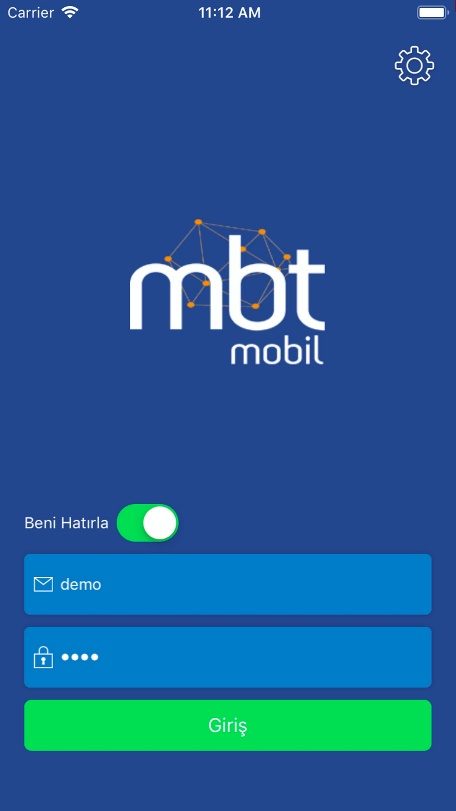 Carrier 11:12 AM
mbt
mobil
Beni Hatırla
demo
••••
Giriş